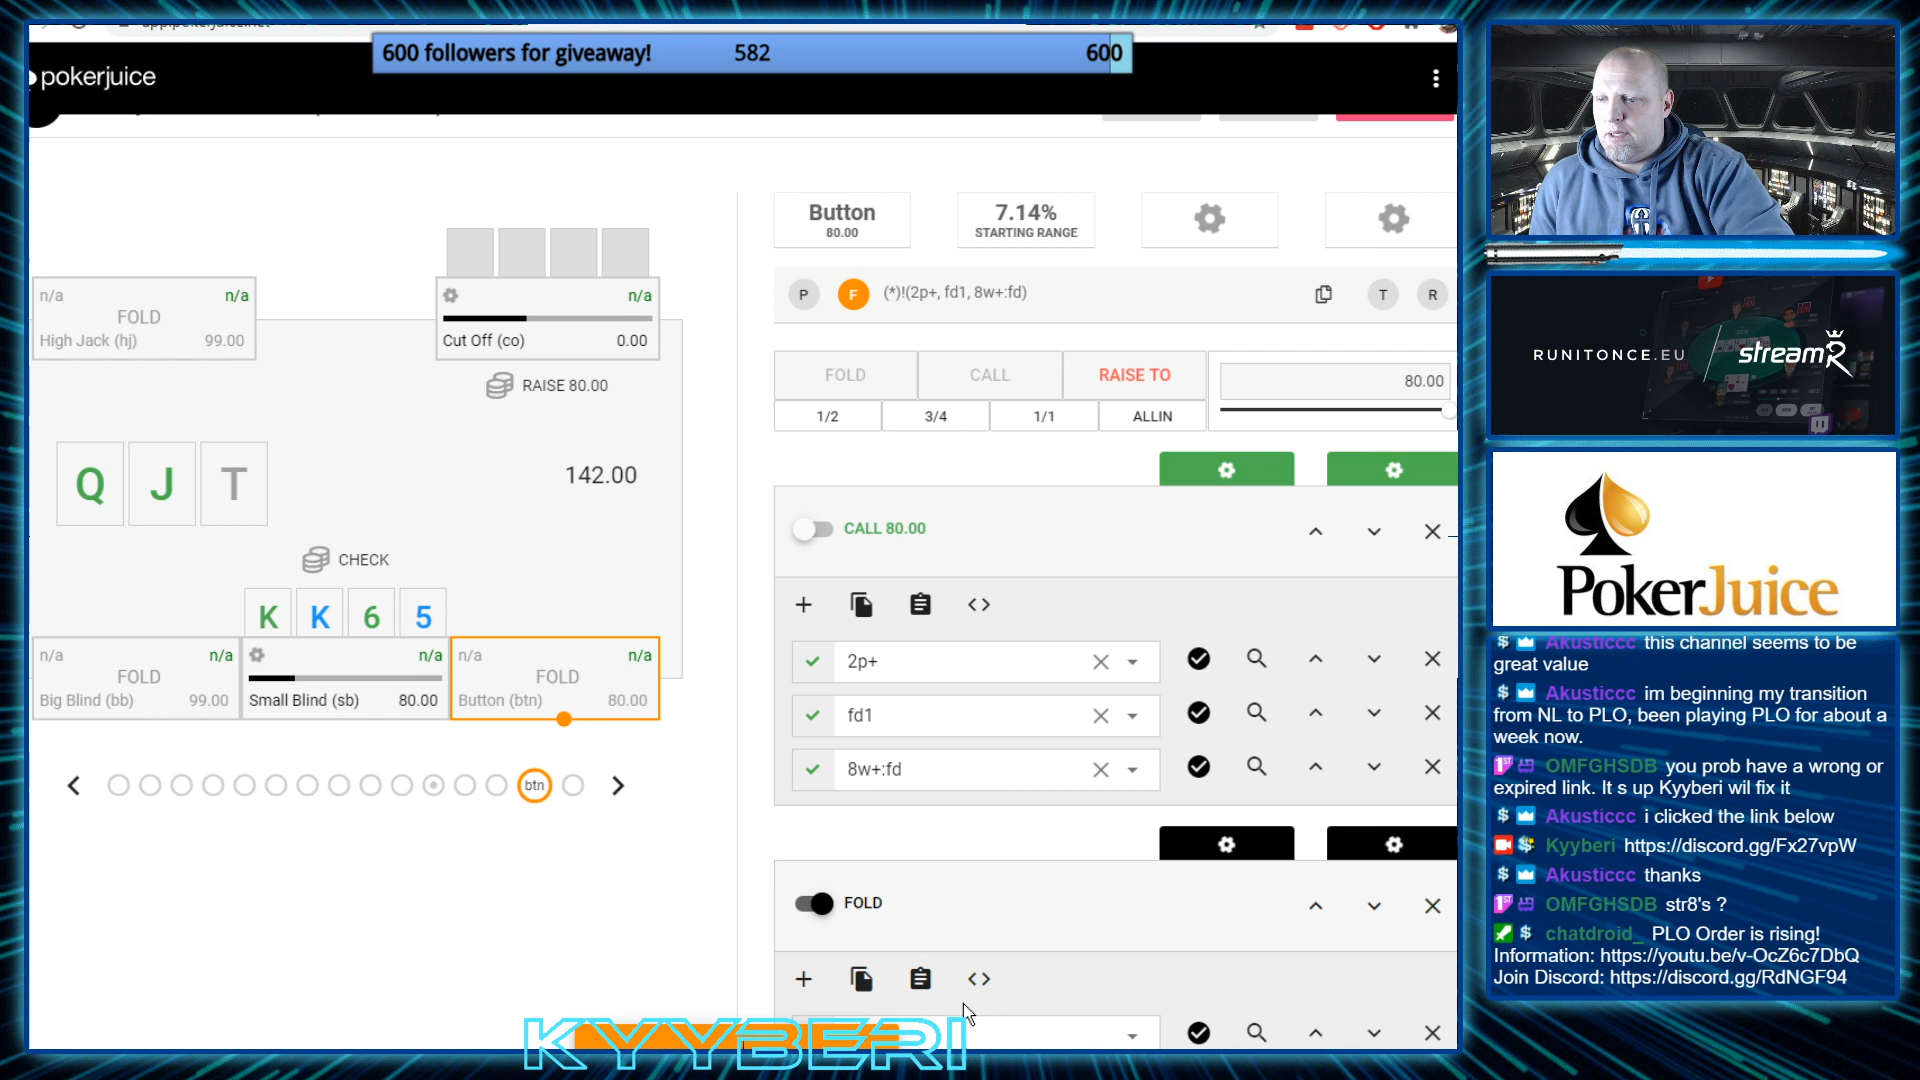 600 followers for giveaway!
582
600
pokerjuice
Button
80.00
7.14%
STARTING RANGE
P
F
(*)!(2p+, fd1, 8w+:fd)
T
R
n/a
n/a
FOLD
High Jack (hj)
99.00
n/a
Cut Off (co)
0.00
RAISE 80.00
FOLD
CALL
RAISE TO
80.00
1/2
3/4
1/1
ALLIN
Q
J
T
142.00
CHECK
CALL 80.00
K
K
6
5
2p+
fd1
8w+:fd
n/a
n/a
FOLD
Big Blind (bb)
99.00
n/a
Small Blind (sb)
80.00
n/a
n/a
FOLD
Button (btn)
80.00
btn
FOLD
KYYBERI
RUNITONCE.EU
streamR
PokerJuice
Akusticcc this channel seems to be
great value
Akusticcc im beginning my transition
from NL to PLO, been playing PLO for about a
week now.
OMFGHSDB you prob have a wrong or
expired link. It s up Kyyberi wil fix it
Akusticcc i clicked the link below
Kyyberi https://discord.gg/Fx27vpW
Akusticcc thanks
OMFGHSDB str8's ?
chatdroid_ PLO Order is rising!
Information: https://youtu.be/v-OcZ6c7DbQ
Join Discord: https://discord.gg/RdNGF94